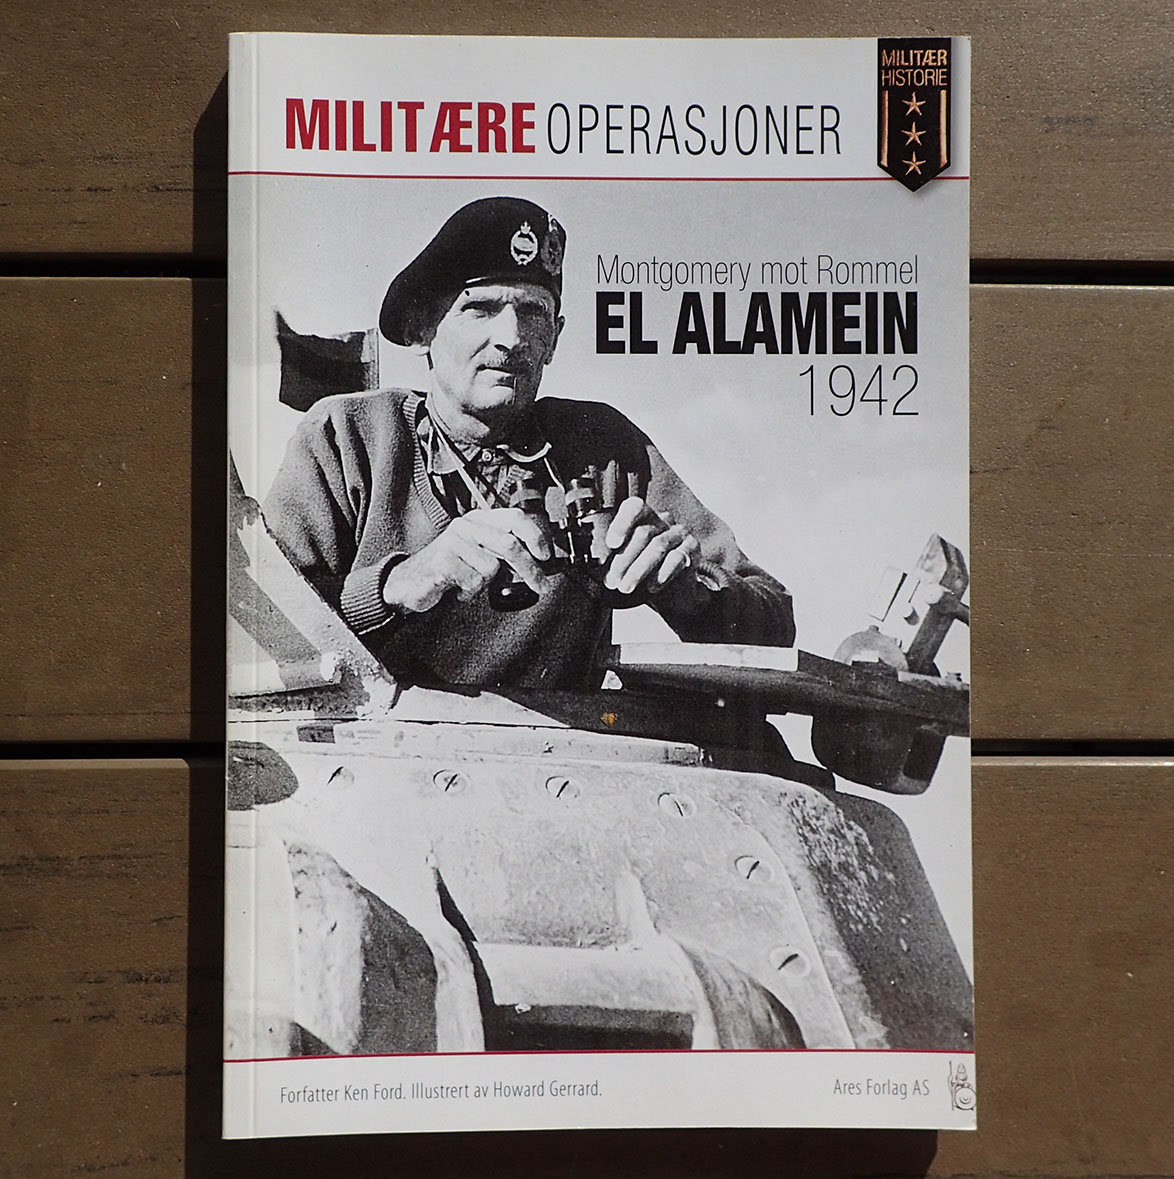 MILITÆR
HISTORIE
MILITÆRE OPERASJONER
Montgomery mot Rommel
EL ALAMEIN
1942
Forfatter Ken Ford. Illustrert av Howard Gerrard.
Ares Forlag AS